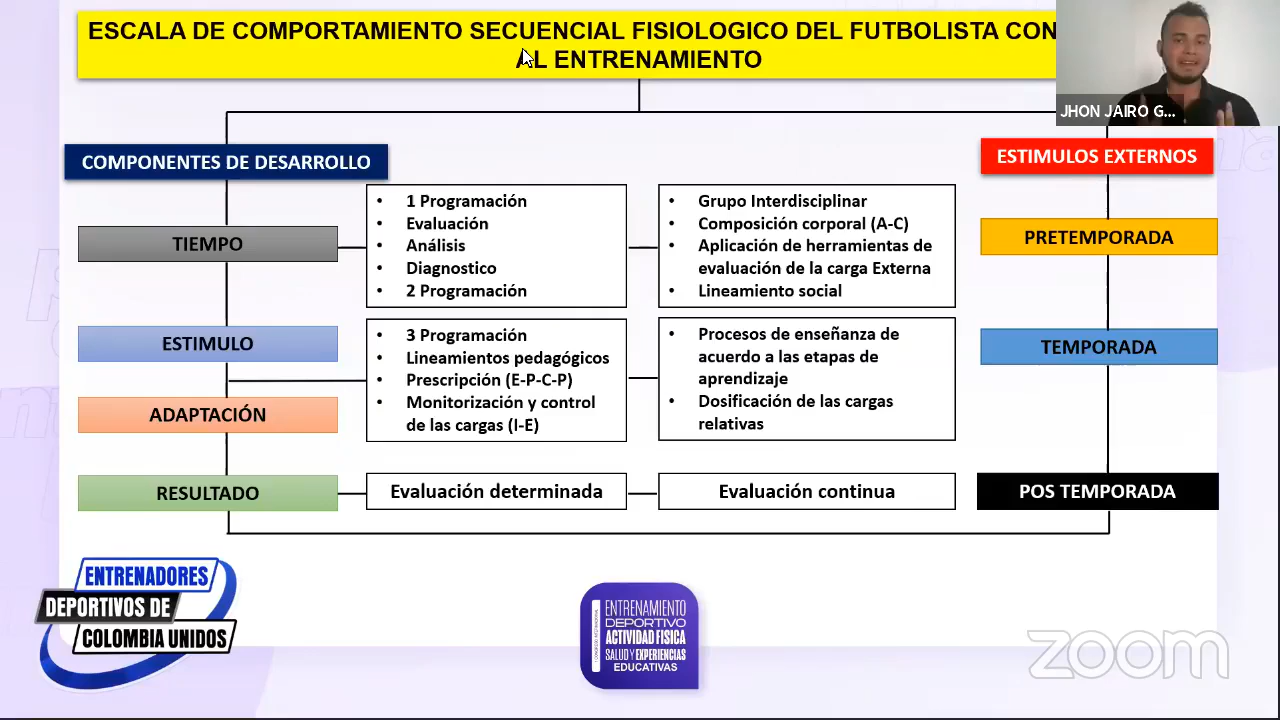 ESCALA DE COMPORTAMIENTO SECUENCIAL FISIOLOGICO DEL FUTBOLISTA CON
AL ENTRENAMIENTO
JHON JAIRO G...
COMPONENTES DE DESARROLLO
ESTIMULOS EXTERNOS
TIEMPO
• 1 Programación
• Evaluación
• Análisis
• Diagnostico
• 2 Programación
• Grupo Interdisciplinar
• Composición corporal (A-C)
• Aplicación de herramientas de
evaluación de la carga Externa
• Lineamiento social
PRETEMPORADA
ESTIMULO
ADAPTACIÓN
• 3 Programación
• Lineamientos pedagógicos
• Prescripción (E-P-C-P)
• Monitorización y control
de las cargas (I-E)
• Procesos de enseñanza de
acuerdo a las etapas de
aprendizaje
• Dosificación de las cargas
relativas
TEMPORADA
RESULTADO
Evaluación determinada
Evaluación continua
POS TEMPORADA
ENTRENADORES
DEPORTIVOS DE
COLOMBIA UNIDOS
ENTRENAMIENTO
DEPORTIVO
ACTIVIDAD FISICA
SALUD Y EXPERIENCIAS
EDUCATIVAS
zoom